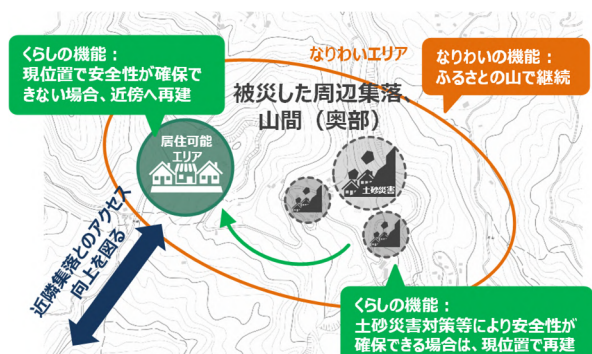 くらしの機能：
現位置で安全性が確保で
きない場合、近傍へ再建
なりわいエリア
なりわいの機能：
ふるさとの山で継続
被災した周辺集落、
山間（奥部）
居住可能
エリア
土砂災害
近隣集落とのアクセス
向上を図る
くらしの機能：
土砂災害対策等により安全性が
確保できる場合は、現位置で再建